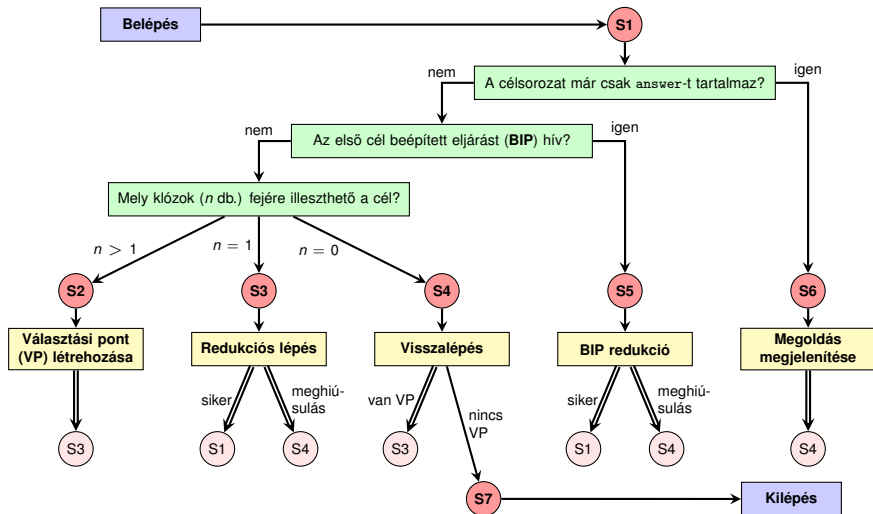 Belépés
S1
A célsorozat már csak answer-t tartalmaz?
nem
igen
Az első cél beépített eljárást (BIP) hív?
nem
igen
Mely klózok (n db.) fejére illeszthető a cél?
n > 1
n = 1
n = 0
S2
S3
S4
S5
S6
Választási pont
(VP) létrehozása
Redukciós lépés
Visszalépés
BIP redukció
Megoldás
megjelenítése
siker
meghiú-
sulás
van VP
nincs
VP
siker
meghiú-
sulás
S3
S1
S4
S3
S1
S4
S4
S7
Kilépés